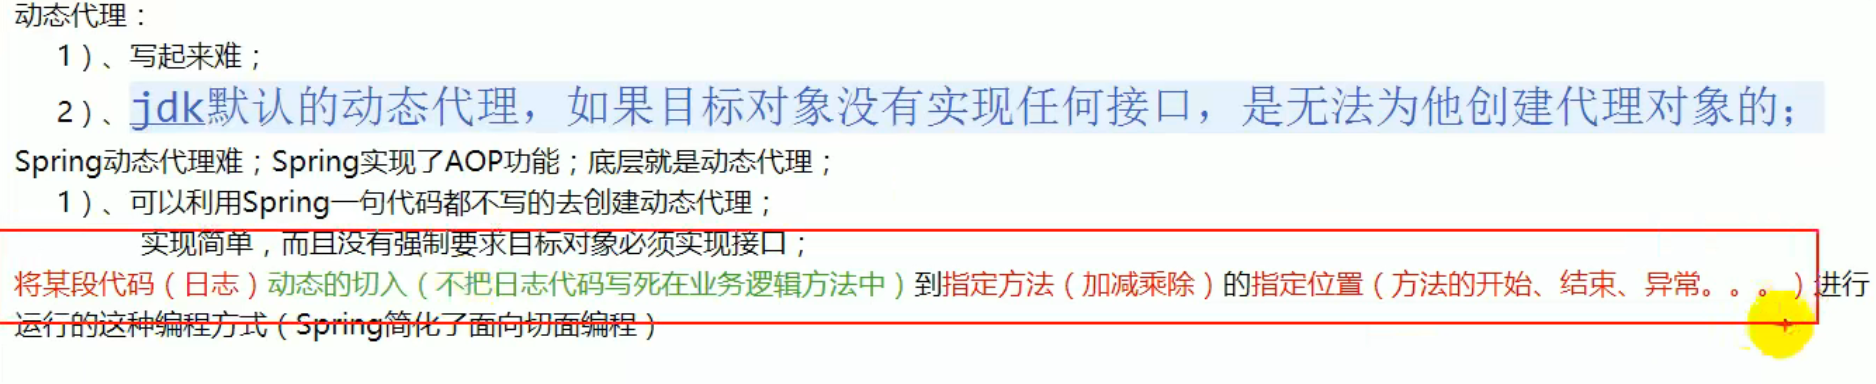 动态代理：
1）、写起来难；
2）、jdk默认的动态代理，如果目标对象没有实现任何接口，是无法为他创建代理对象的；
Spring动态代理难；Spring实现了AOP功能；底层就是动态代理；
1）、可以利用Spring一句代码都不写的去创建动态代理；
实现简单，而且没有强制要求目标对象必须实现接口；
将某段代码（日志）动态的切入（不把日志代码写死在业务逻辑方法中）到指定方法（加减乘除）的指定位置（方法的开始、结束、异常。。。）进行
运行的这种编程方式（Spring简化了面向切面编程）